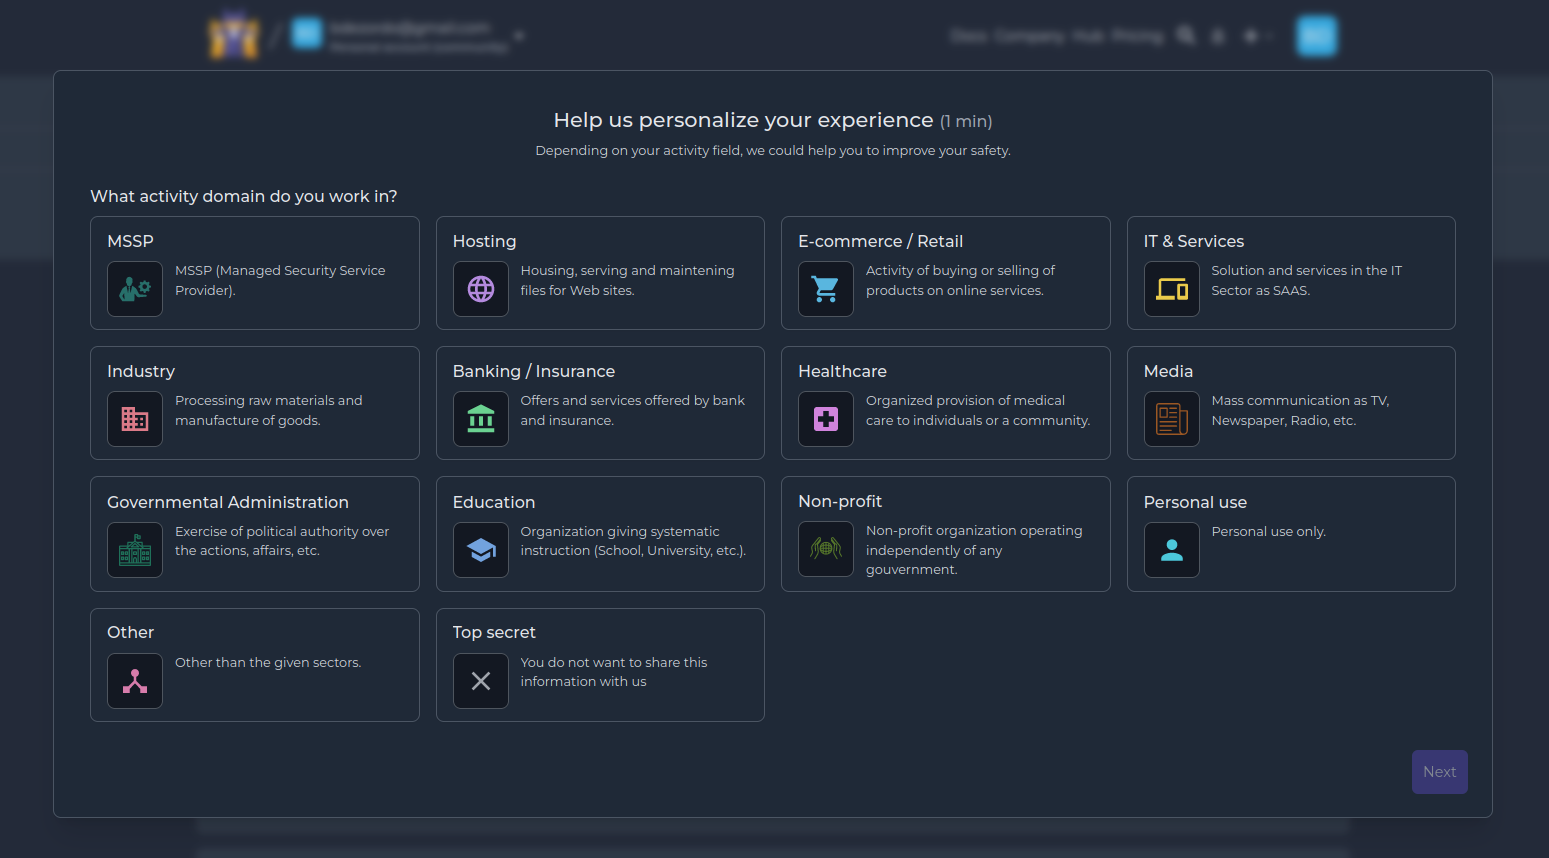 Docs Company Hub Pricing
Help us personalize your experience (1 min)
Depending on your activity field, we could help you to improve your safety.
What activity domain do you work in?
MSSP
MSSP (Managed Security Service
Provider).
Hosting
Housing, serving and maintening
files for Web sites.
E-commerce / Retail
Activity of buying or selling of
products on online services.
IT & Services
Solution and services in the IT
Sector as SAAS.
Industry
Processing raw materials and
manufacture of goods.
Banking / Insurance
Offers and services offered by bank
and insurance.
Healthcare
Organized provision of medical
care to individuals or a community.
Media
Mass communication as TV,
Newspaper, Radio, etc.
Governmental Administration
Exercise of political authority over
the actions, affairs, etc.
Education
Organization giving systematic
instruction (School, University, etc.).
Non-profit
Non-profit organization operating
independently of any
gouvernment.
Personal use
Personal use only.
Other
Other than the given sectors.
Top secret
You do not want to share this
information with us
Next